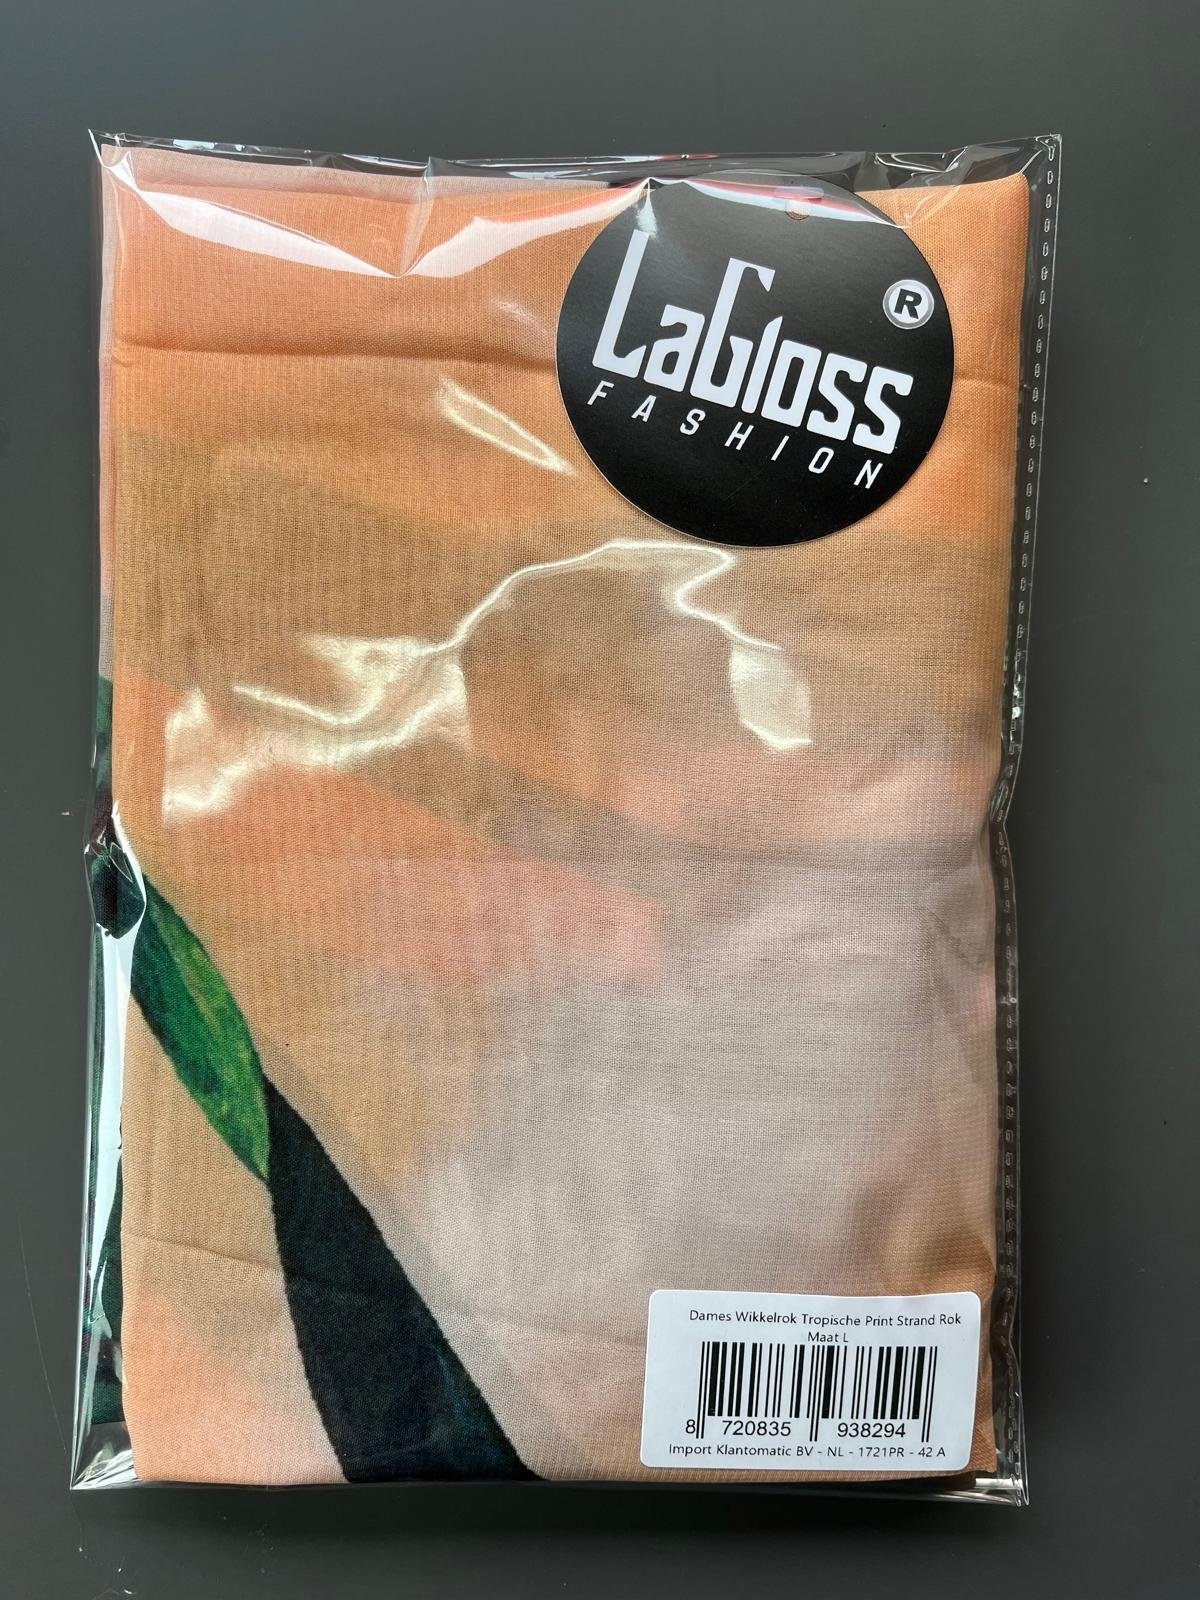 LaGloss
®
FASHION
Dames Wikkelrok Tropische Print Strand Rok
Maat L
8 720835 938294
Import Klantomatic BV - NL - 1721PR - 42 A